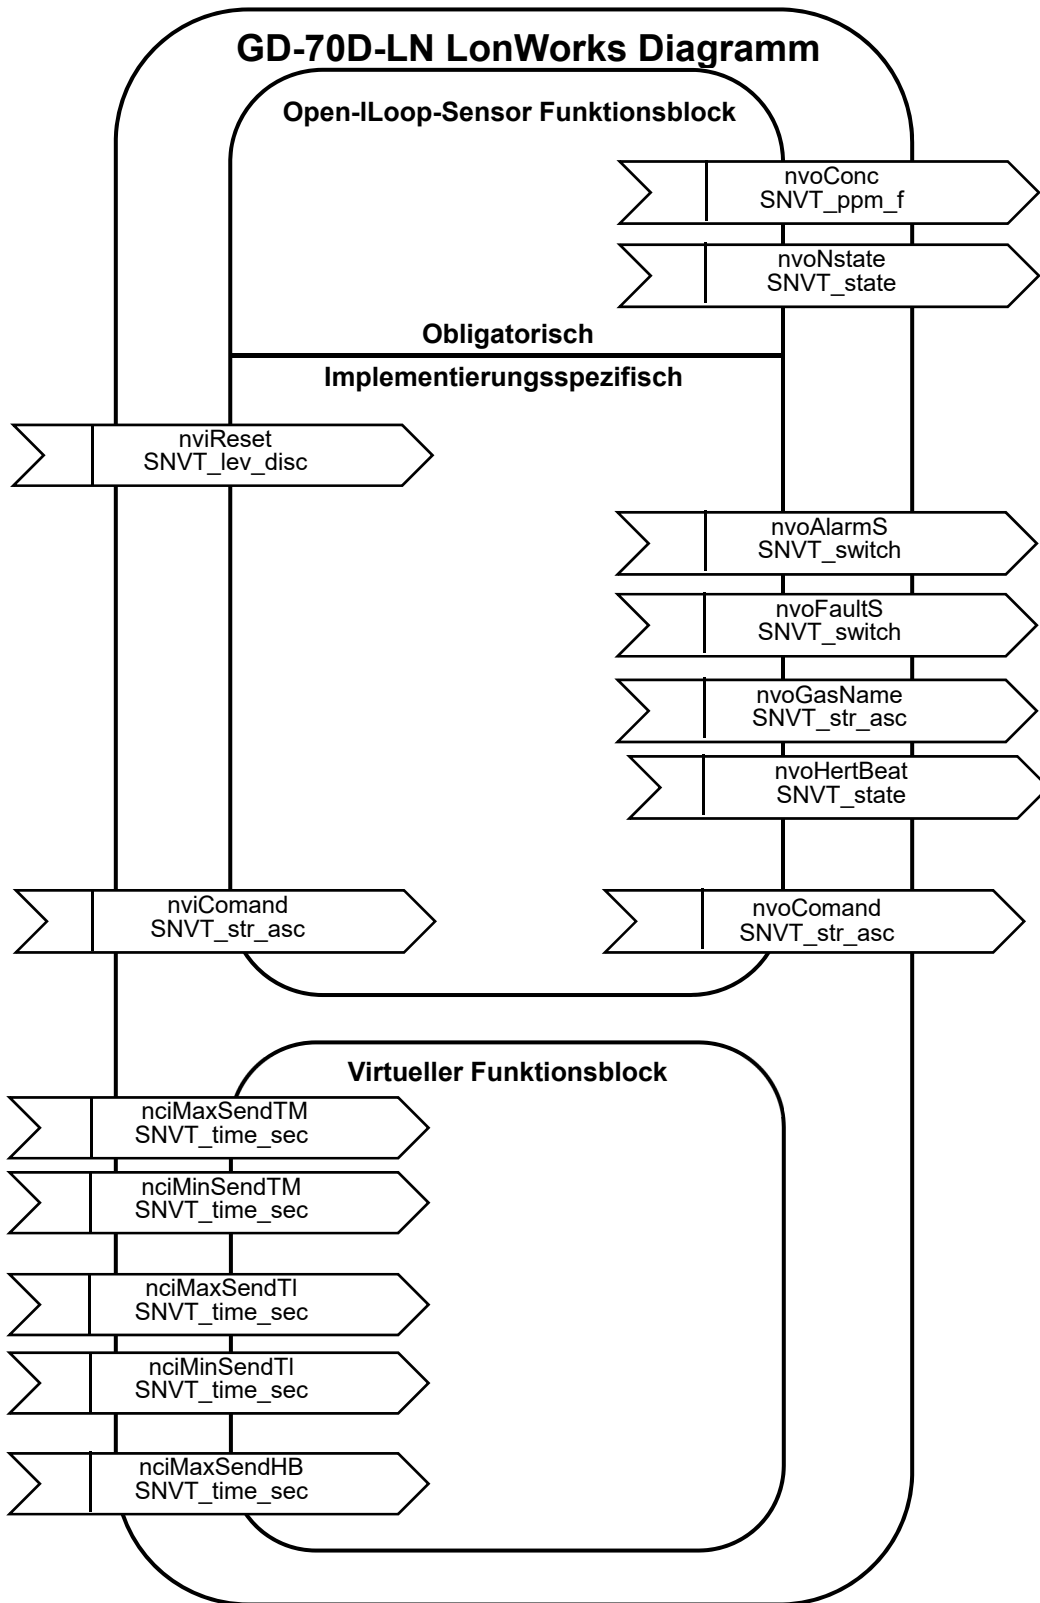 GD-70D-LN LonWorks Diagramm
Open-lLoop-Sensor Funktionsblock
nvoConc
SNVT_ppm_f
nvoNstate
SNVT_state
Obligatorisch
Implementierungsspezifisch
nviReset
SNVT_lev_disc
nvoAlarmS
SNVT_switch
nvoFaultS
SNVT_switch
nvoGasName
SNVT_str_asc
nvoHertBeat
SNVT_state
nviComand
SNVT_str_asc
nvoComand
SNVT_str_asc
Virtueller Funktionsblock
nciMaxSendTM
SNVT_time_sec
nciMinSendTM
SNVT_time_sec
nciMaxSendTI
SNVT_time_sec
nciMinSendTI
SNVT_time_sec
nciMaxSendHB
SNVT_time_sec